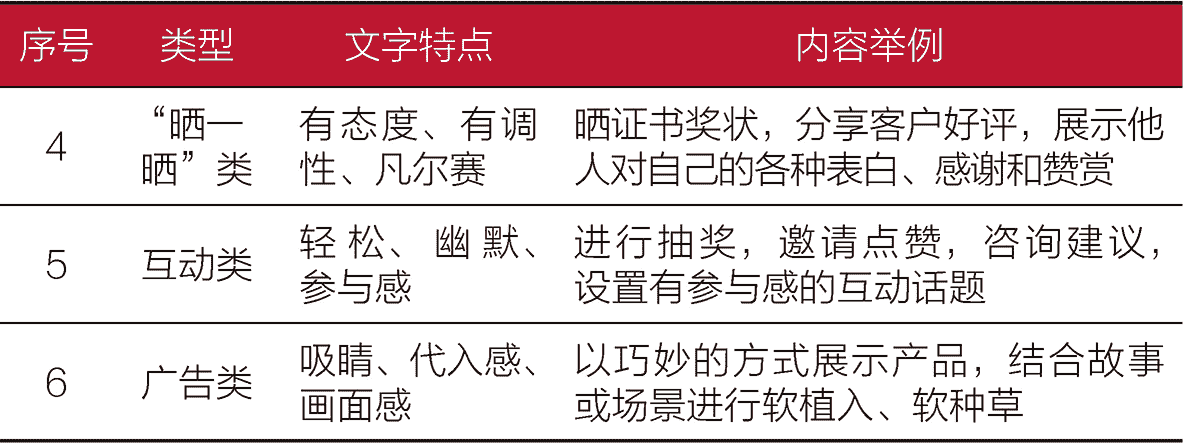 序号 类型 文字特点 内容举例
4 “晒一晒”类 有态度、有调性、凡尔赛 晒证书奖状，分享客户好评，展示他人对自己的各种表白、感谢和赞赏
5 互动类 轻松、幽默、参与感 进行抽奖，邀请点赞，咨询建议，设置有参与感的互动话题
6 广告类 吸睛、代入感、画面感 以巧妙的方式展示产品，结合故事或场景进行软植入、软种草